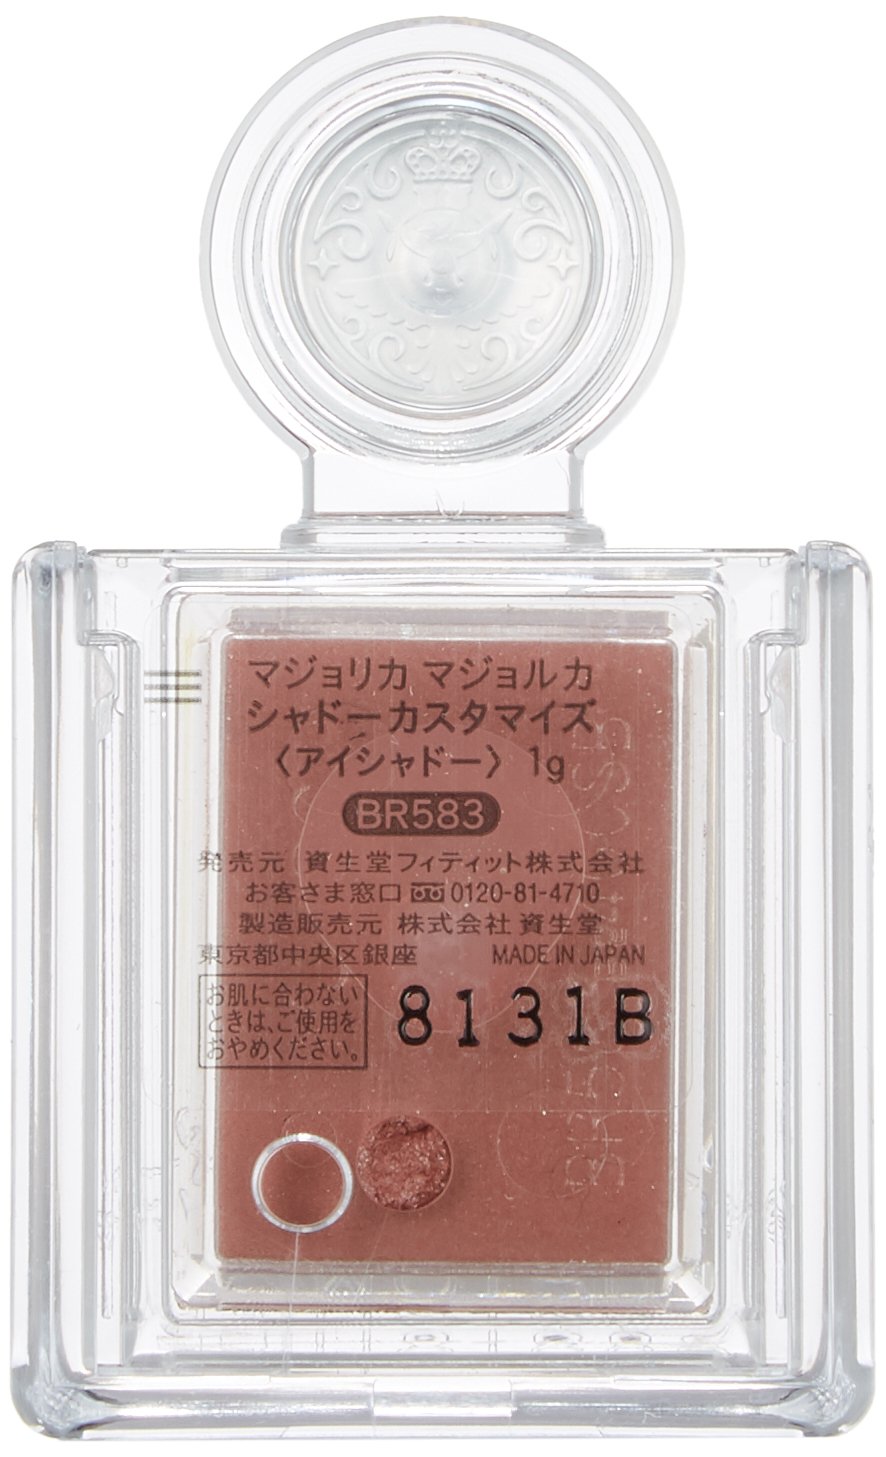 マジョリカ マジョルカ
シャドーカスタマイズ
〈アイシャドー〉 1g
BR583
発売元 資生堂フィティット株式会社
お客さま窓口 0120-81-4710
製造販売元 株式会社 資生堂
東京都中央区銀座 MADE IN JAPAN
お肌に合わない
ときは、ご使用を
おやめください。
8131B